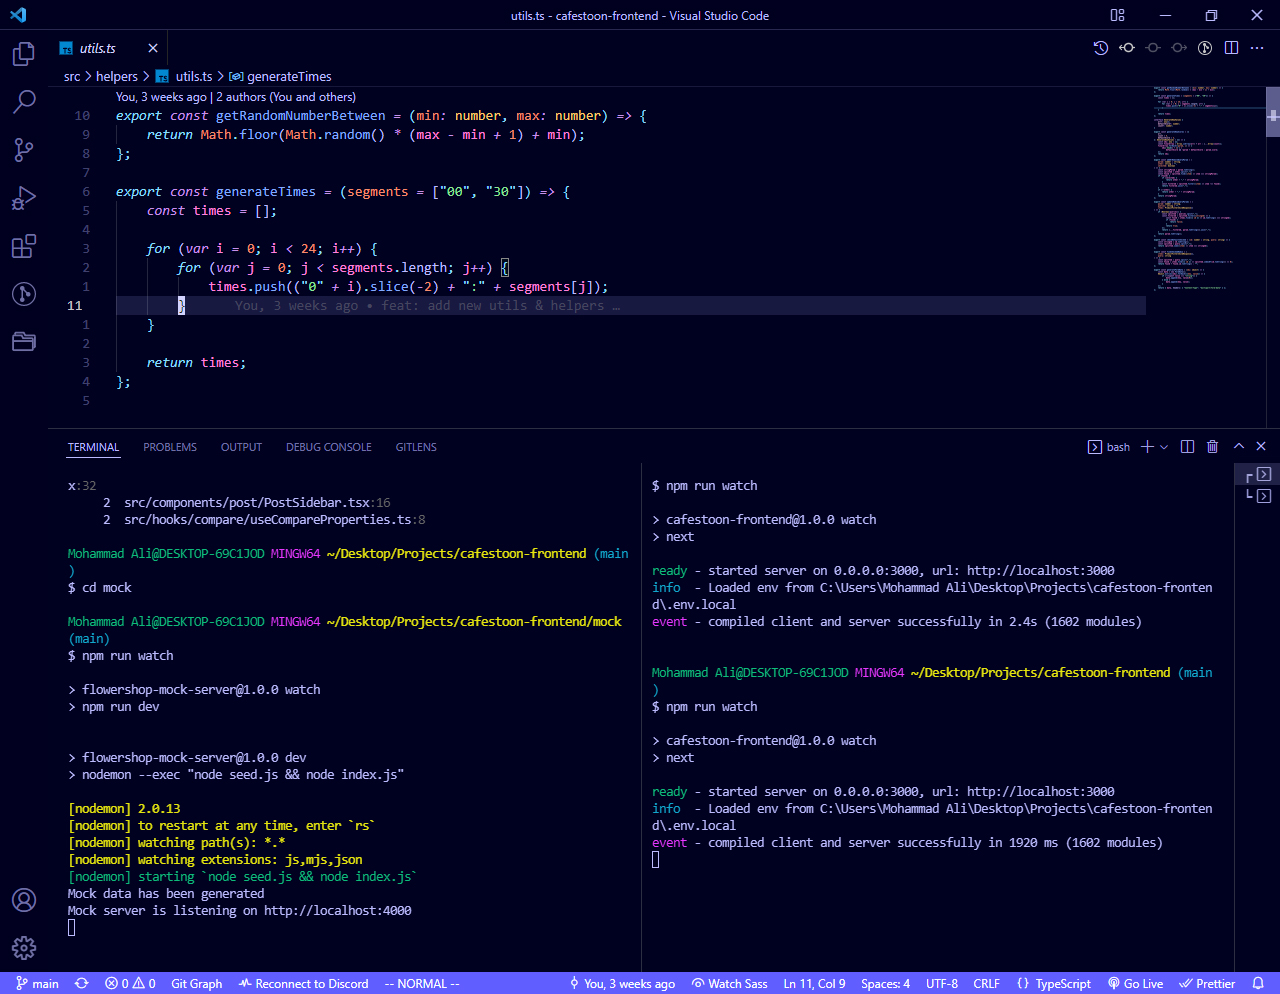 utils.ts - cafestoon-frontend - Visual Studio Code
TS utils.ts
src > helpers > TS utils.ts > generateTimes
You, 3 weeks ago | 2 authors (You and others)
10 export const getRandomNumberBetween = (min: number, max: number) => {
9 return Math.floor(Math.random() * (max - min + 1) + min);
8 };
7
6 export const generateTimes = (segments = ["00", "30"]) => {
5 const times = [];
4
3 for (var i = 0; i < 24; i++) {
2 for (var j = 0; j < segments.length; j++) {
1 times.push(("0" + i).slice(-2) + ":" + segments[j]);
11 } You, 3 weeks ago • feat: add new utils & helpers …
1 }
2
3 return times;
4 };
5
TERMINAL PROBLEMS OUTPUT DEBUG CONSOLE GITLENS
bash
x:32
2 src/components/post/PostSidebar.tsx:16
2 src/hooks/compare/useCompareProperties.ts:8
Mohammad Ali@DESKTOP-69C1JOD MINGW64 ~/Desktop/Projects/cafestoon-frontend (main
)
$ cd mock
Mohammad Ali@DESKTOP-69C1JOD MINGW64 ~/Desktop/Projects/cafestoon-frontend/mock
(main)
$ npm run watch
> flowershop-mock-server@1.0.0 watch
> npm run dev
> flowershop-mock-server@1.0.0 dev
> nodemon --exec "node seed.js && node index.js"
[nodemon] 2.0.13
[nodemon] to restart at any time, enter `rs`
[nodemon] watching path(s): *.*
[nodemon] watching extensions: js,mjs,json
[nodemon] starting `node seed.js && node index.js`
Mock data has been generated
Mock server is listening on http://localhost:4000
$ npm run watch
> cafestoon-frontend@1.0.0 watch
> next
ready - started server on 0.0.0.0:3000, url: http://localhost:3000
info - Loaded env from C:\Users\Mohammad Ali\Desktop\Projects\cafestoon-fronten
d\.env.local
event - compiled client and server successfully in 2.4s (1602 modules)
Mohammad Ali@DESKTOP-69C1JOD MINGW64 ~/Desktop/Projects/cafestoon-frontend (main
)
$ npm run watch
> cafestoon-frontend@1.0.0 watch
> next
ready - started server on 0.0.0.0:3000, url: http://localhost:3000
info - Loaded env from C:\Users\Mohammad Ali\Desktop\Projects\cafestoon-fronten
d\.env.local
event - compiled client and server successfully in 1920 ms (1602 modules)
main 0 0 Git Graph Reconnect to Discord -- NORMAL -- You, 3 weeks ago Watch Sass Ln 11, Col 9 Spaces: 4 UTF-8 CRLF {} TypeScript Go Live Prettier